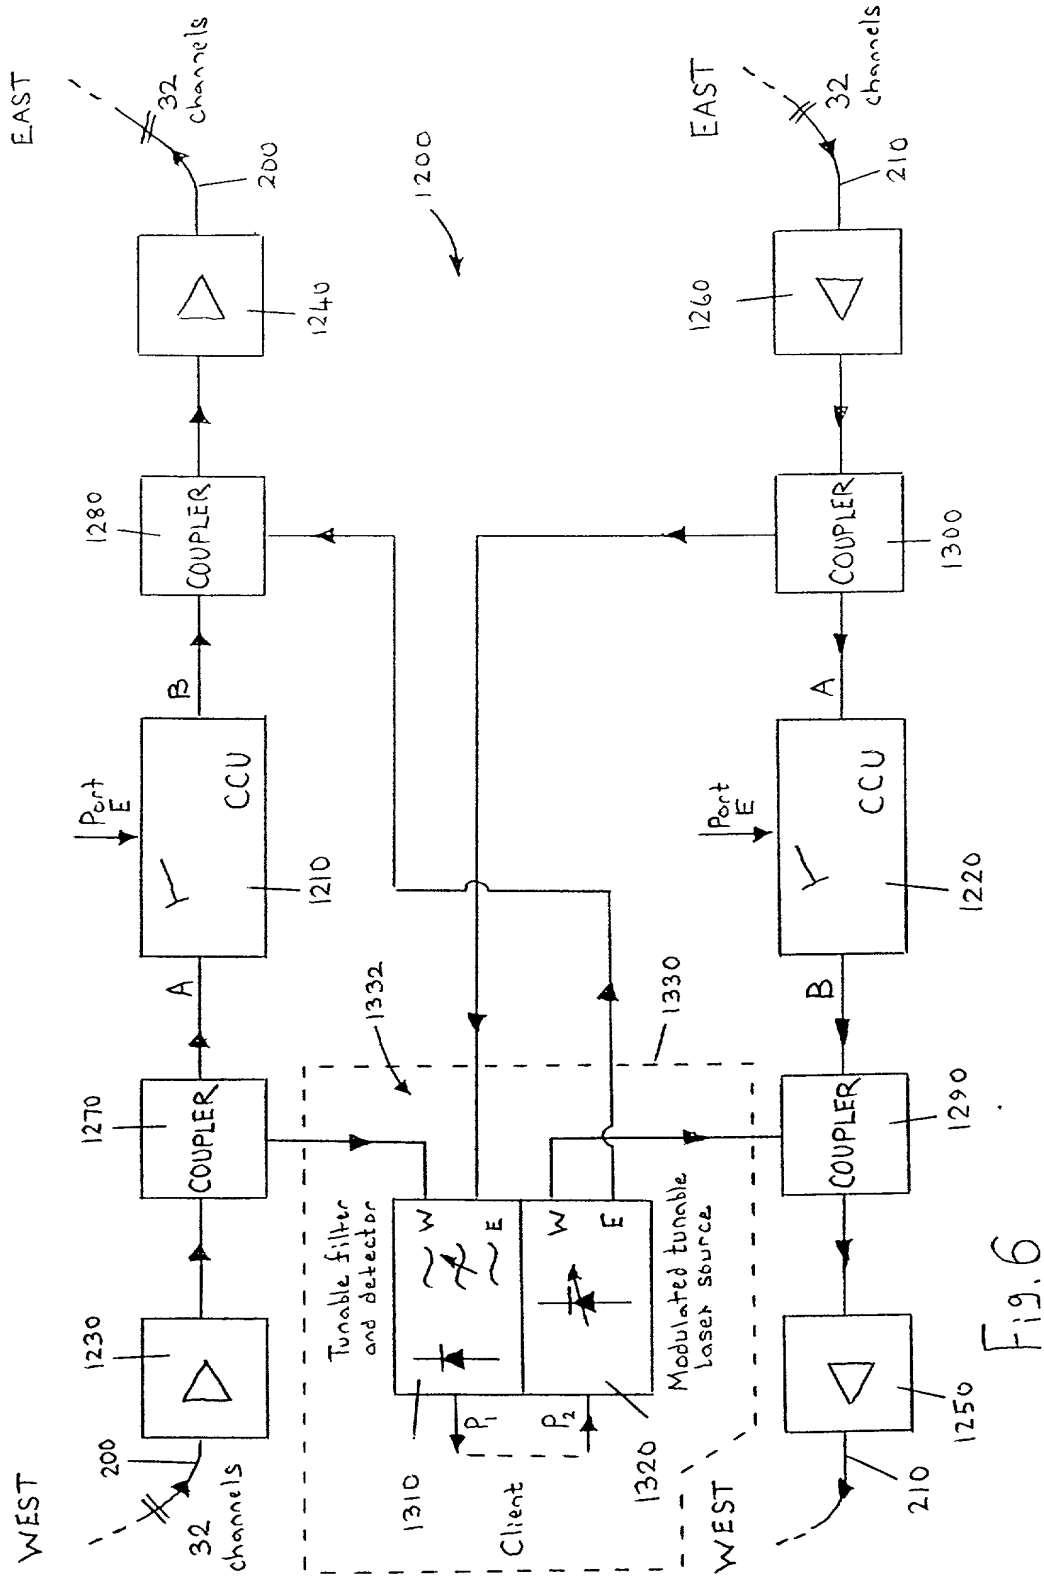 WEST
200
32
channels
1230
1270
COUPLER
A
Port
E
CCU
1210
B
1280
COUPLER
1240
200
32
channels
EAST
1200
1332
Tunable filter
and detector
W
E
1310
P1
Client
P2
W
E
1320
Modulated tunable
laser source
1330
WEST
210
1250
COUPLER
1290
B
Port
E
CCU
1220
A
COUPLER
1300
1260
210
32
channels
EAST
Fig.6